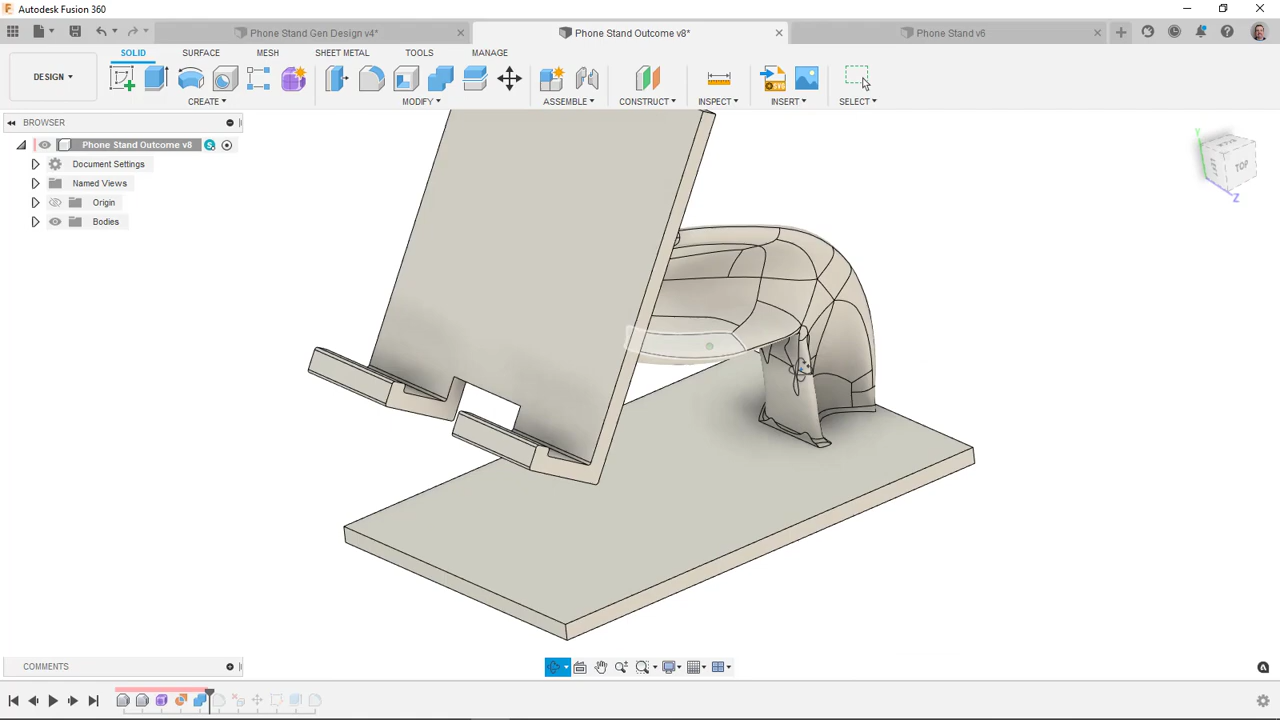 Autodesk Fusion 360
Phone Stand Gen Design v4*
Phone Stand Outcome v8*
Phone Stand v6
DESIGN
SOLID
SURFACE
MESH
SHEET METAL
TOOLS
MANAGE
CREATE
MODIFY
ASSEMBLE
CONSTRUCT
INSPECT
INSERT
SELECT
SVG
BROWSER
Phone Stand Outcome v8
Document Settings
Named Views
Origin
Bodies
Y
TOP
Z
COMMENTS